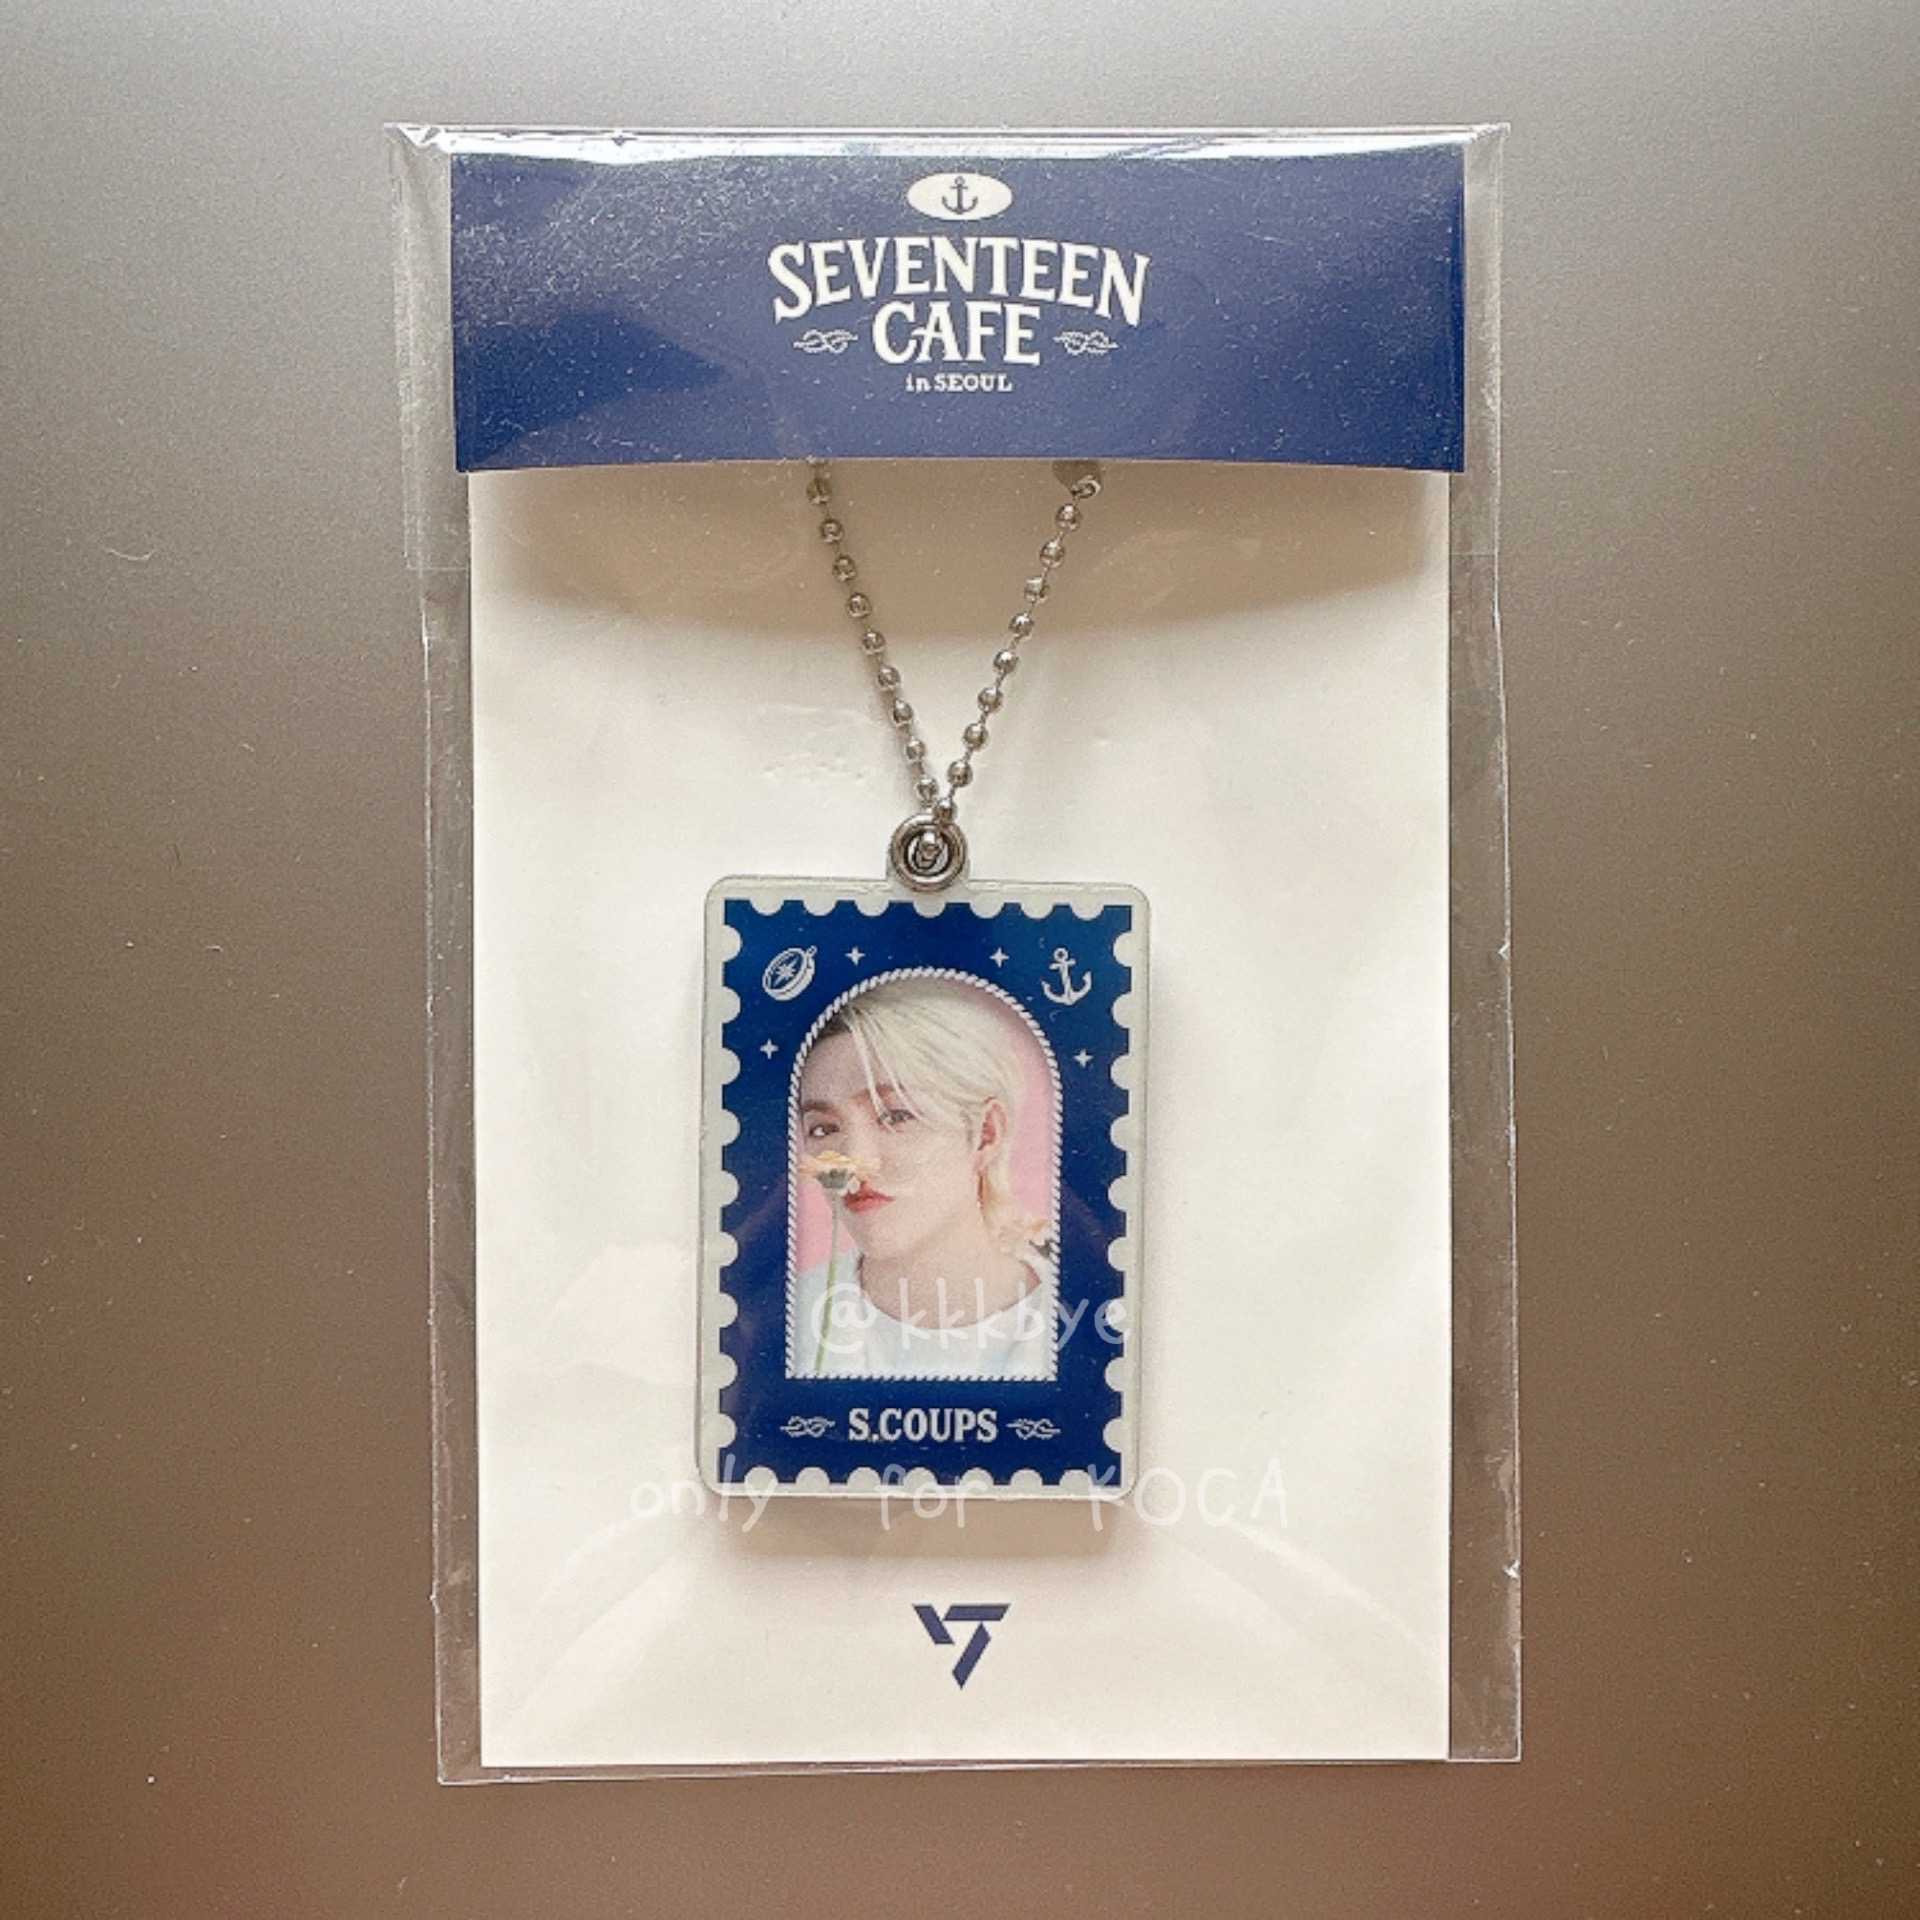 SEVENTEEN
CAFE
in SEOUL
@kkkbye
S.COUPS
only for KOCA